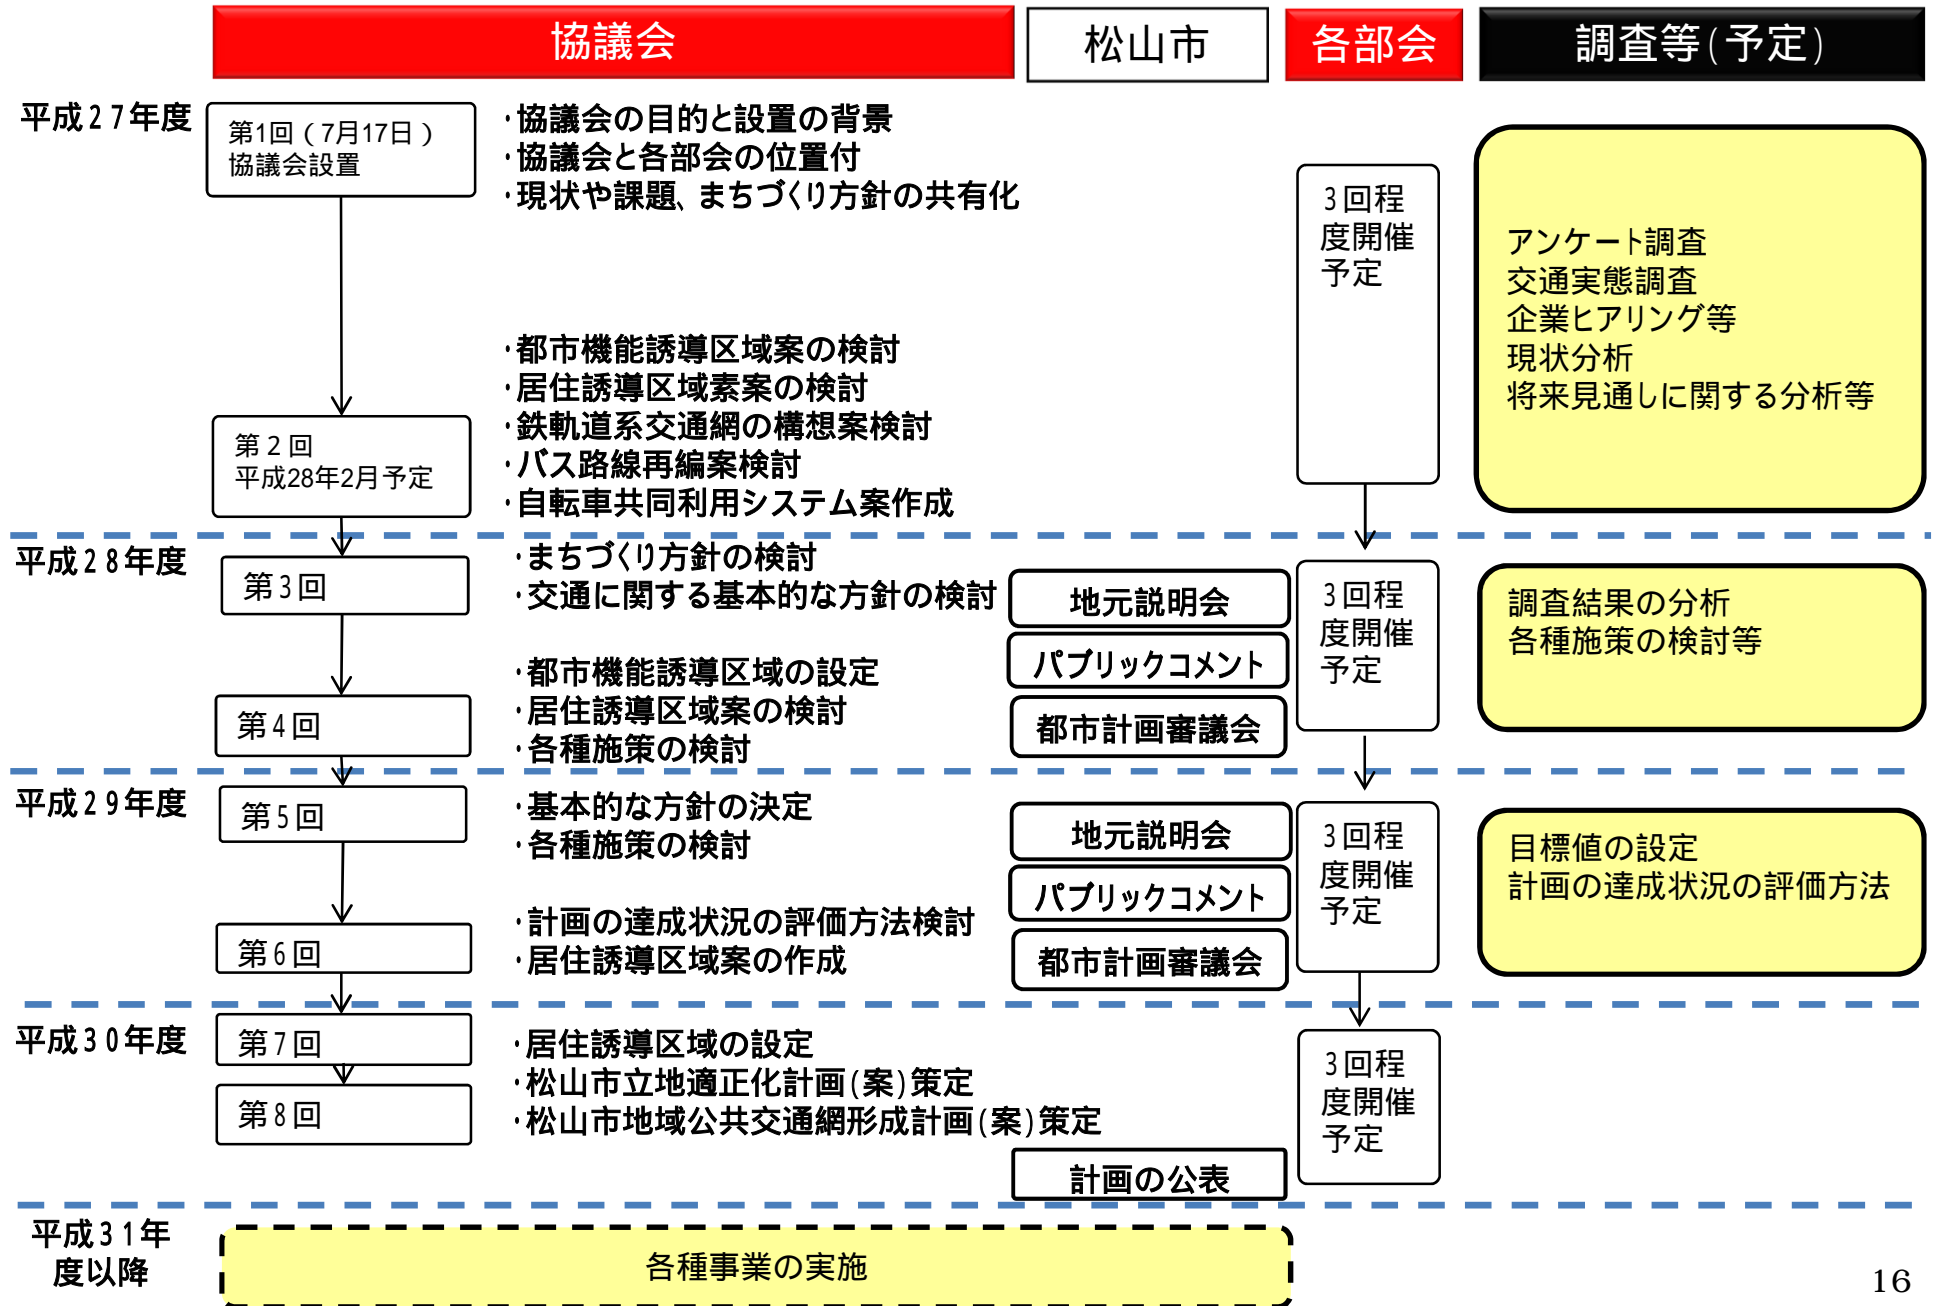 協議会
松山市
各部会
調査等(予定)
平成27年度
第1回（7月17日）
協議会設置
・協議会の目的と設置の背景
・協議会と各部会の位置付
・現状や課題、まちづくり方針の共有化
3回程
度開催
予定
アンケート調査
交通実態調査
企業ヒアリング等
現状分析
将来見通しに関する分析等
・都市機能誘導区域案の検討
・居住誘導区域素案の検討
・鉄軌道系交通網の構想案検討
・バス路線再編案検討
・自転車共同利用システム案作成
第２回
平成28年2月予定
平成28年度
第3回
・まちづくり方針の検討
・交通に関する基本的な方針の検討
地元説明会
パブリックコメント
都市計画審議会
3回程
度開催
予定
調査結果の分析
各種施策の検討等
第4回
・都市機能誘導区域の設定
・居住誘導区域案の検討
・各種施策の検討
平成29年度
第5回
・基本的な方針の決定
・各種施策の検討
地元説明会
パブリックコメント
都市計画審議会
3回程
度開催
予定
目標値の設定
計画の達成状況の評価方法
第6回
・計画の達成状況の評価方法検討
・居住誘導区域案の作成
平成30年度
第7回
第8回
・居住誘導区域の設定
・松山市立地適正化計画(案)策定
・松山市地域公共交通網形成計画(案)策定
計画の公表
3回程
度開催
予定
平成31年
度以降
各種事業の実施
16